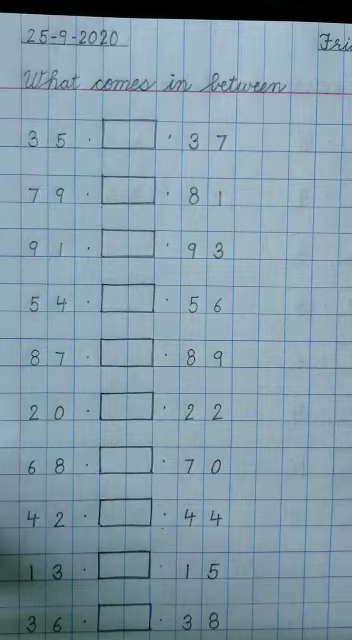 25-9-2020 Fri
What comes in between
35 . . 37
79 . . 81
91 . . 93
54 . . 56
87 . . 89
20 . . 22
68 . . 70
42 . . 44
13 . . 15
36 . . 38